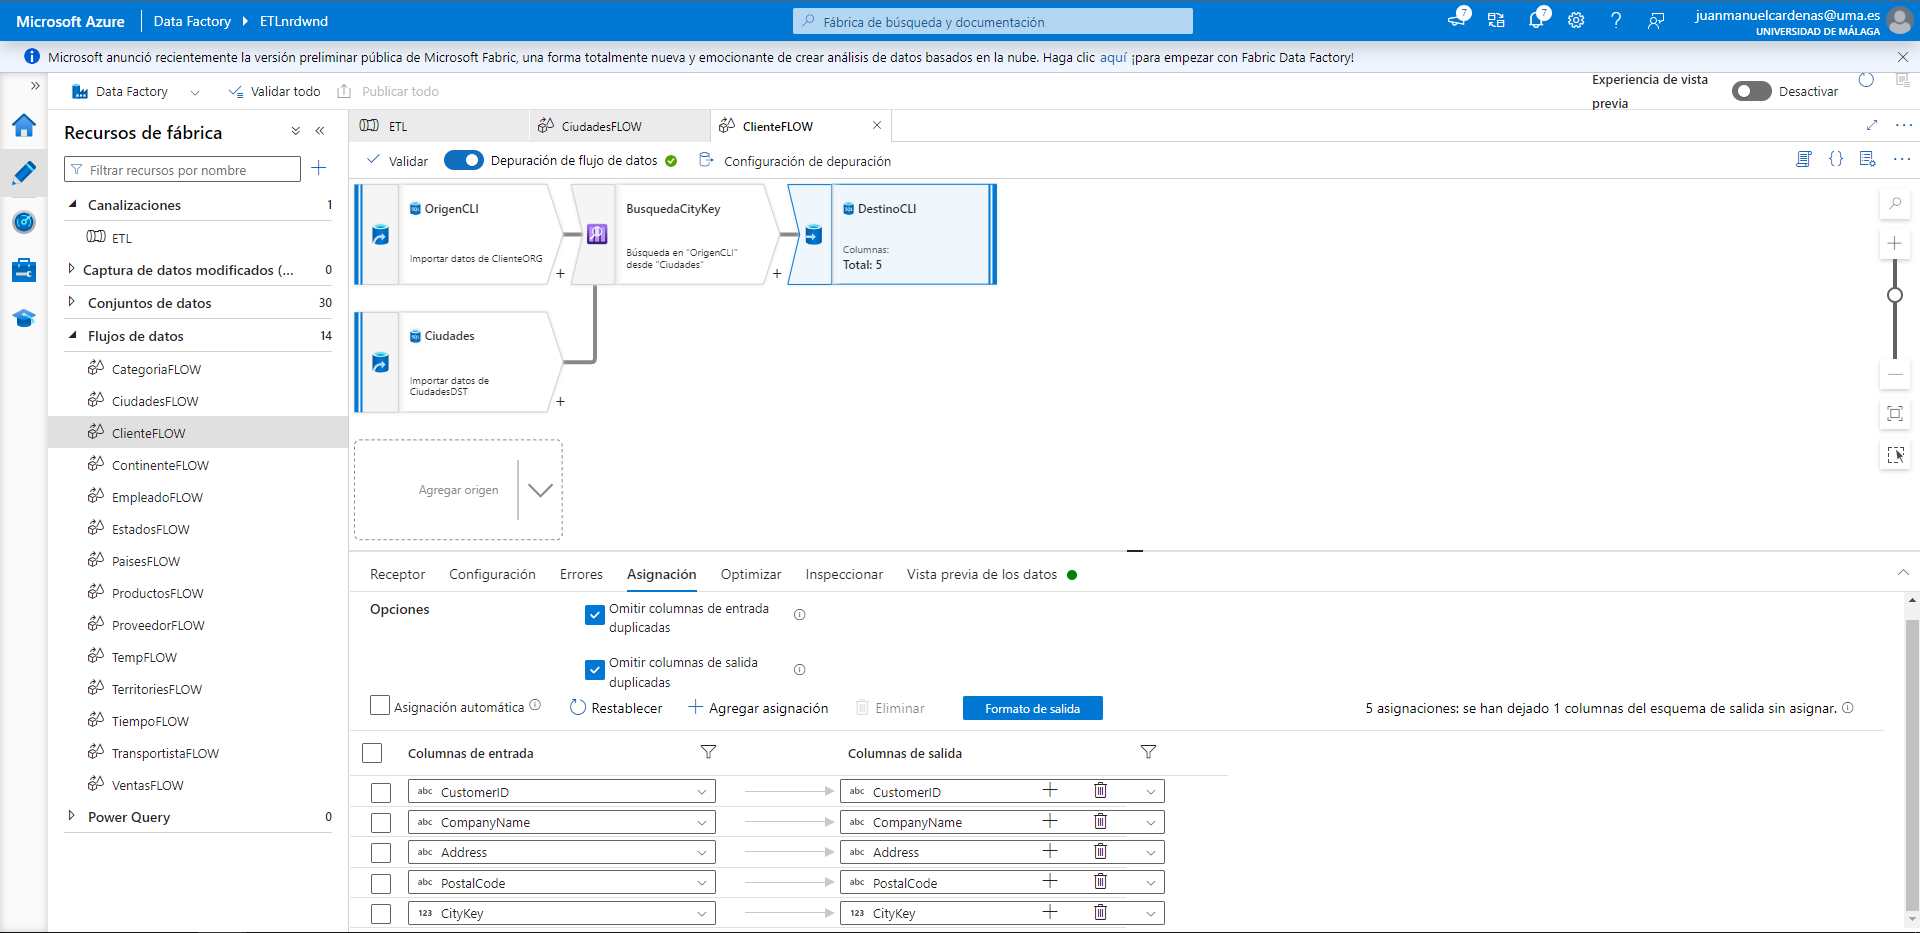 Microsoft Azure
Data Factory
ETLnrdwnd
Fábrica de búsqueda y documentación
7
7
juanmanuelcardenas@uma.es
UNIVERSIDAD DE MÁLAGA
Microsoft anunció recientemente la versión preliminar pública de Microsoft Fabric, una forma totalmente nueva y emocionante de crear análisis de datos basados en la nube. Haga clic aquí ¡para empezar con Fabric Data Factory!
Data Factory
Validar todo
Publicar todo
Experiencia de vista
previa
Desactivar
Recursos de fábrica
Filtrar recursos por nombre
Canalizaciones 1
ETL
Captura de datos modificados (... 0
Conjuntos de datos 30
Flujos de datos 14
CategoriaFLOW
CiudadesFLOW
ClienteFLOW
ContinenteFLOW
EmpleadoFLOW
EstadosFLOW
PaisesFLOW
ProductosFLOW
ProveedorFLOW
TempFLOW
TerritoriesFLOW
TiempoFLOW
TransportistaFLOW
VentasFLOW
Power Query 0
ETL
CiudadesFLOW
ClienteFLOW
Validar
Depuración de flujo de datos
Configuración de depuración
OrigenCLI
Importar datos de ClienteORG
BusquedaCityKey
Búsqueda en "OrigenCLI"
desde "Ciudades"
DestinoCLI
Columnas:
Total: 5
Ciudades
Importar datos de
CiudadesDST
Agregar origen
Receptor
Configuración
Errores
Asignación
Optimizar
Inspeccionar
Vista previa de los datos
Opciones
Omitir columnas de entrada
duplicadas
Omitir columnas de salida
duplicadas
Asignación automática
Restablecer
Agregar asignación
Eliminar
Formato de salida
5 asignaciones: se han dejado 1 columnas del esquema de salida sin asignar.
Columnas de entrada
Columnas de salida
abc CustomerID
abc CustomerID
abc CompanyName
abc CompanyName
abc Address
abc Address
abc PostalCode
abc PostalCode
123 CityKey
123 CityKey